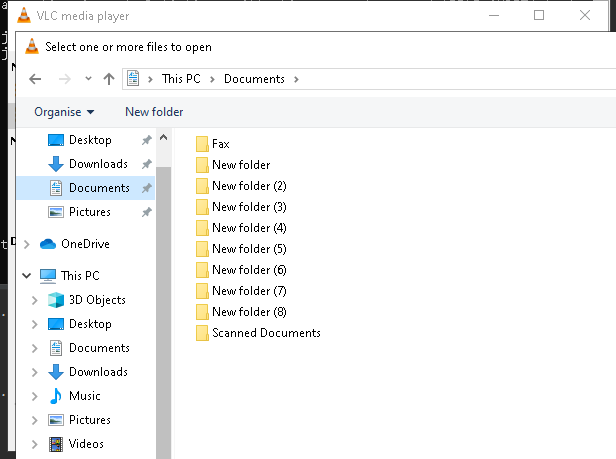 VLC media player
Select one or more files to open
This PC
Documents
Organise
New folder
Desktop
Downloads
Documents
Pictures
OneDrive
This PC
3D Objects
Desktop
Documents
Downloads
Music
Pictures
Videos
Fax
New folder
New folder (2)
New folder (3)
New folder (4)
New folder (5)
New folder (6)
New folder (7)
New folder (8)
Scanned Documents